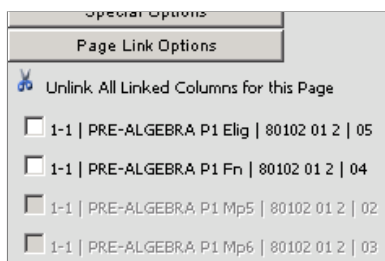 Special Options
Page Link Options
Unlink All Linked Columns for this Page
1-1 | PRE-ALGEBRA P1 Elig | 80102 01 2 | 05
1-1 | PRE-ALGEBRA P1 Fn | 80102 01 2 | 04
1-1 | PRE-ALGEBRA P1 Mp5 | 80102 01 2 | 02
1-1 | PRE-ALGEBRA P1 Mp6 | 80102 01 2 | 03